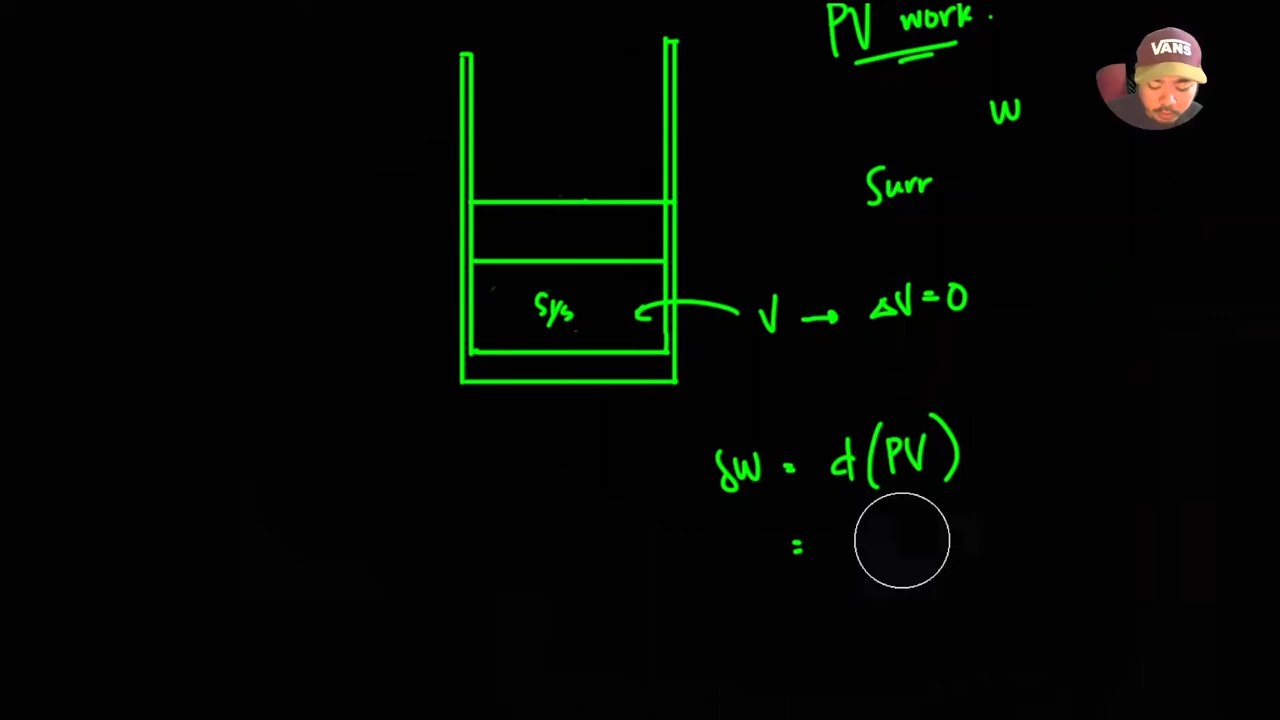 PV work.
VANS
W
Surr
Sys
V → ΔV = 0
δW = d(PV)
=